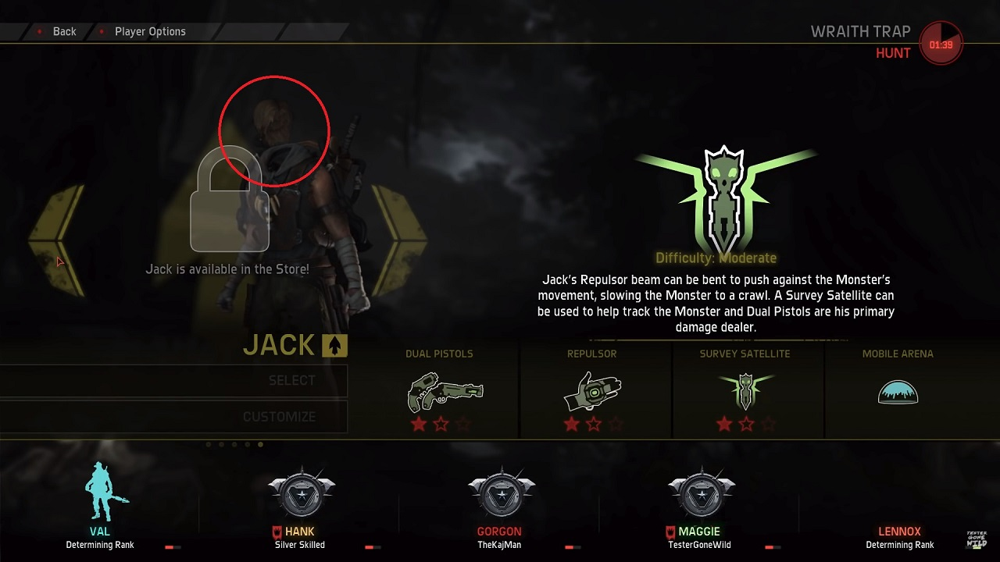 Back
Player Options
WRAITH TRAP
HUNT
01:39
Jack is available in the Store!
Difficulty: Moderate
Jack's Repulsor beam can be bent to push against the Monster's
movement, slowing the Monster to a crawl. A Survey Satellite can
be used to help track the Monster and Dual Pistols are his primary
damage dealer.
JACK
SELECT
CUSTOMIZE
DUAL PISTOLS
REPULSOR
SURVEY SATELLITE
MOBILE ARENA
VAL
Determining Rank
HANK
Silver Skilled
GORGON
TheKajMan
MAGGIE
TesterGoneWild
LENNOX
Determining Rank
TESTER
GONE
WILD